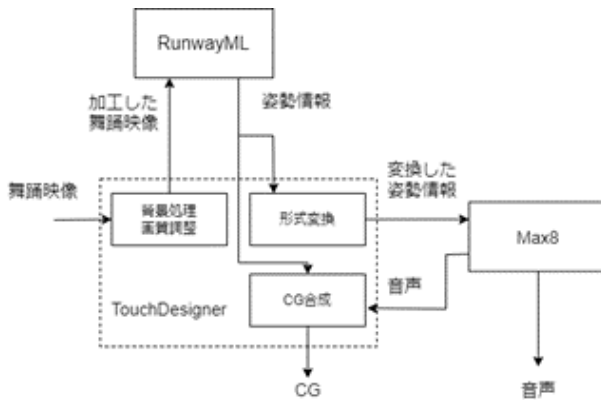 RunwayML
加工した
舞踊映像
姿勢情報
変換した
姿勢情報
舞踊映像
背景処理
画質調整
形式変換
Max8
音声
CG合成
TouchDesigner
CG
音声